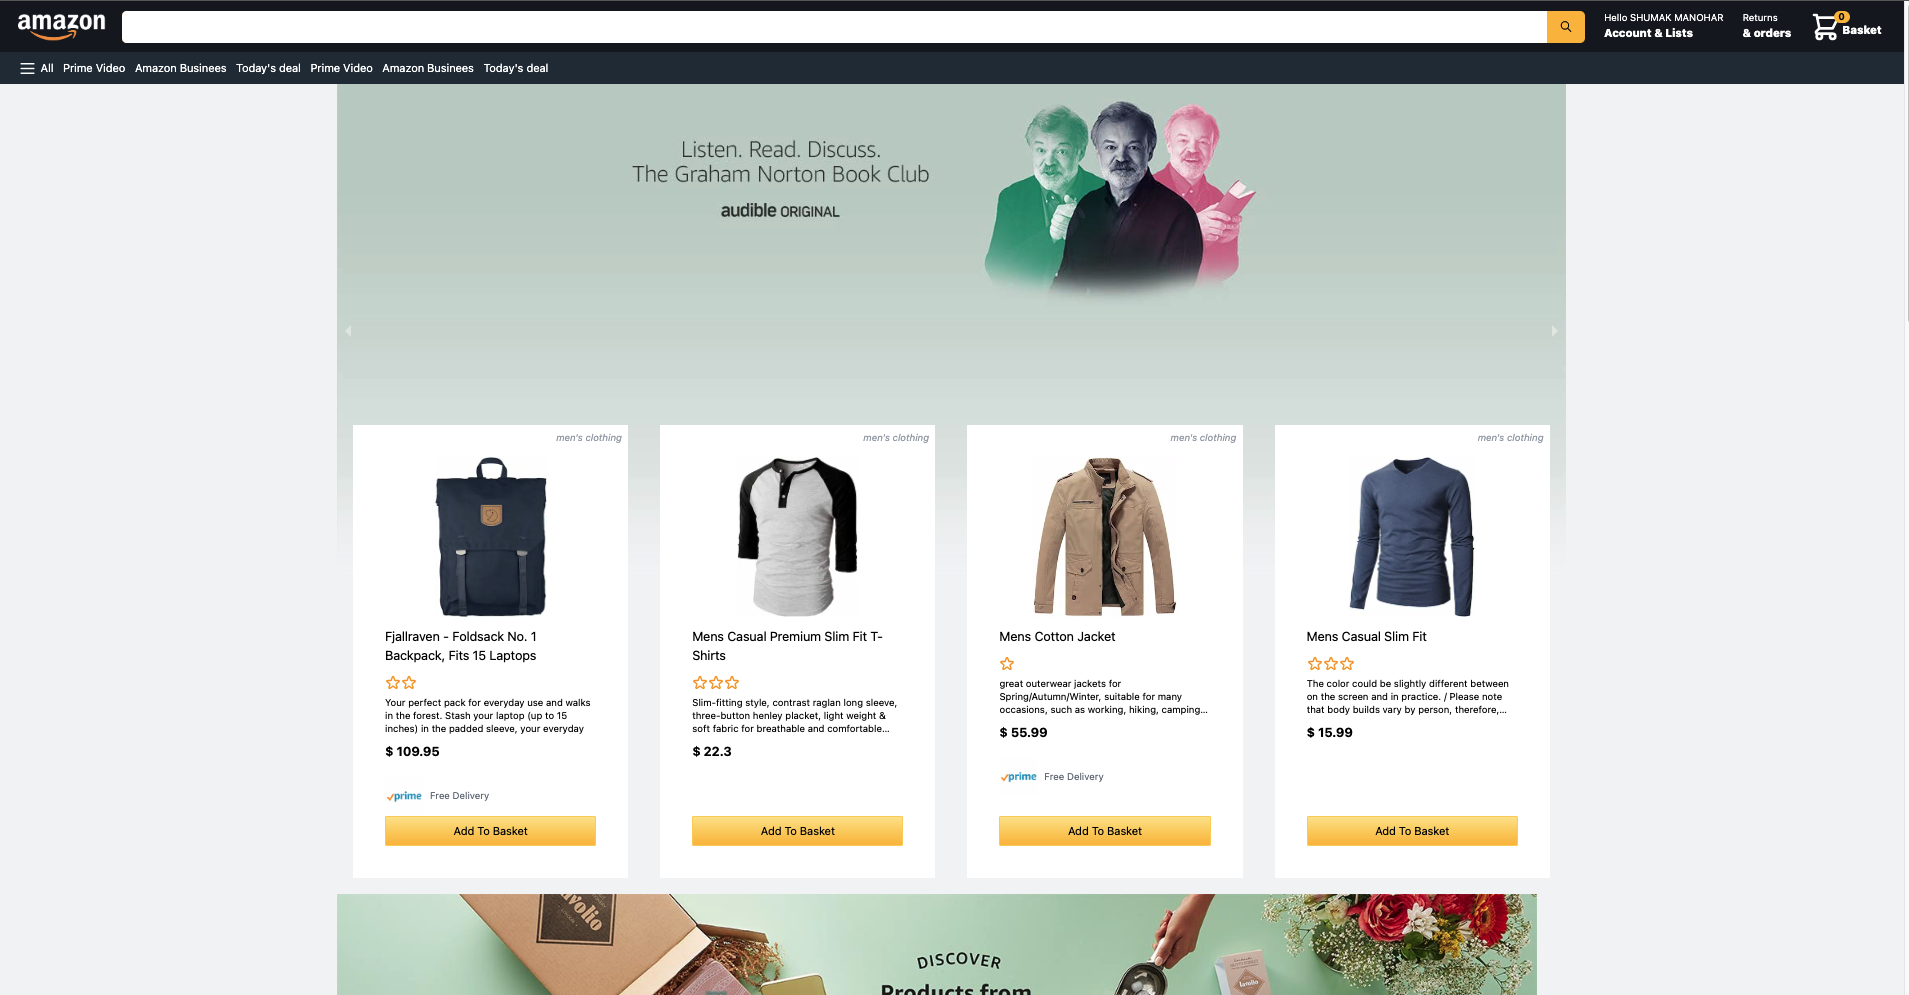 amazon
Hello SHUMAK MANOHAR
Account & Lists
Returns
& orders
0
Basket
All Prime Video Amazon Businees Today's deal Prime Video Amazon Businees Today's deal
Listen. Read. Discuss.
The Graham Norton Book Club
audible ORIGINAL
men's clothing
Fjallraven - Foldsack No. 1
Backpack, Fits 15 Laptops
Your perfect pack for everyday use and walks
in the forest. Stash your laptop (up to 15
inches) in the padded sleeve, your everyday
$ 109.95
prime Free Delivery
Add To Basket
men's clothing
Mens Casual Premium Slim Fit T-
Shirts
Slim-fitting style, contrast raglan long sleeve,
three-button henley placket, light weight &
soft fabric for breathable and comfortable...
$ 22.3
Add To Basket
men's clothing
Mens Cotton Jacket
great outerwear jackets for
Spring/Autumn/Winter, suitable for many
occasions, such as working, hiking, camping...
$ 55.99
prime Free Delivery
Add To Basket
men's clothing
Mens Casual Slim Fit
The color could be slightly different between
on the screen and in practice. / Please note
that body builds vary by person, therefore,...
$ 15.99
Add To Basket
DISCOVER
Products from